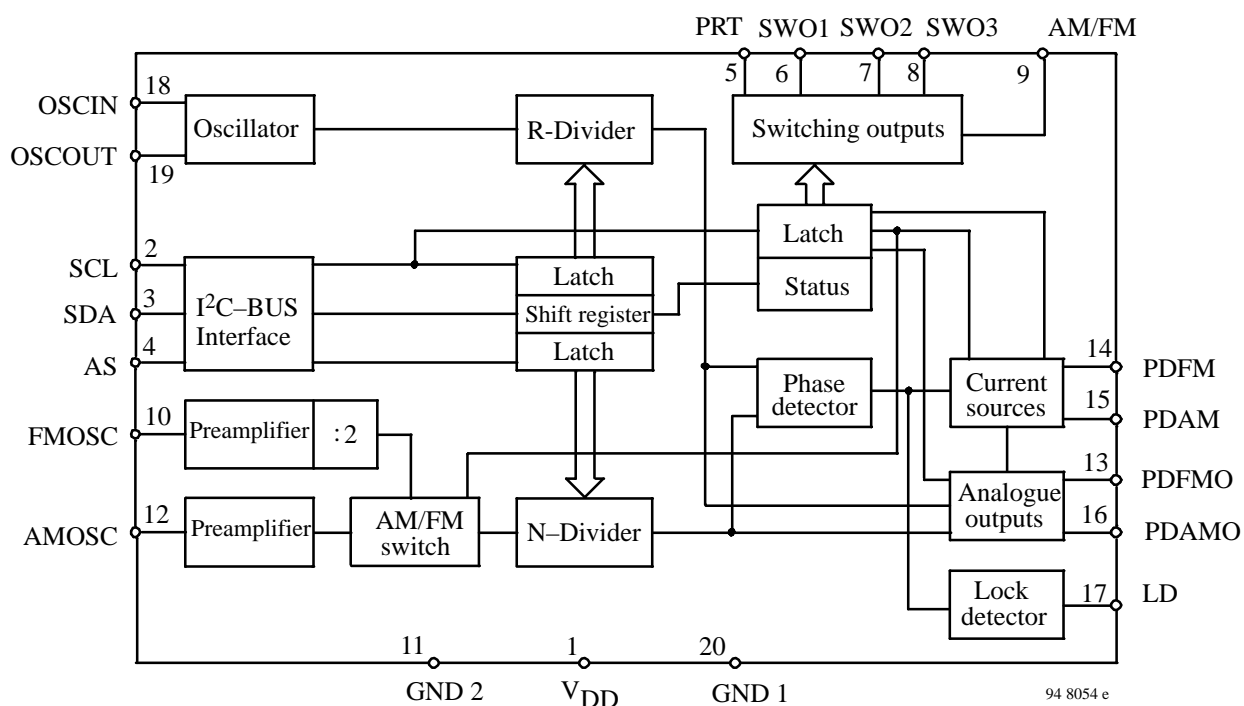 PRT SWO1 SWO2 SWO3 AM/FM
5 6 7 8 9
18
OSCIN
Oscillator
R-Divider
Switching outputs
OSCOUT
19
2
SCL
Latch
Latch
3
SDA
I²C–BUS
Interface
Shift register
Status
4
AS
Latch
14
PDFM
Phase
detector
Current
sources
15
PDAM
10
FMOSC
Preamplifier
:2
13
PDFMO
12
AMOSC
Preamplifier
AM/FM
switch
N–Divider
Analogue
outputs
16
PDAMO
Lock
detector
17
LD
11 1 20
GND 2 VDD GND 1
94 8054 e